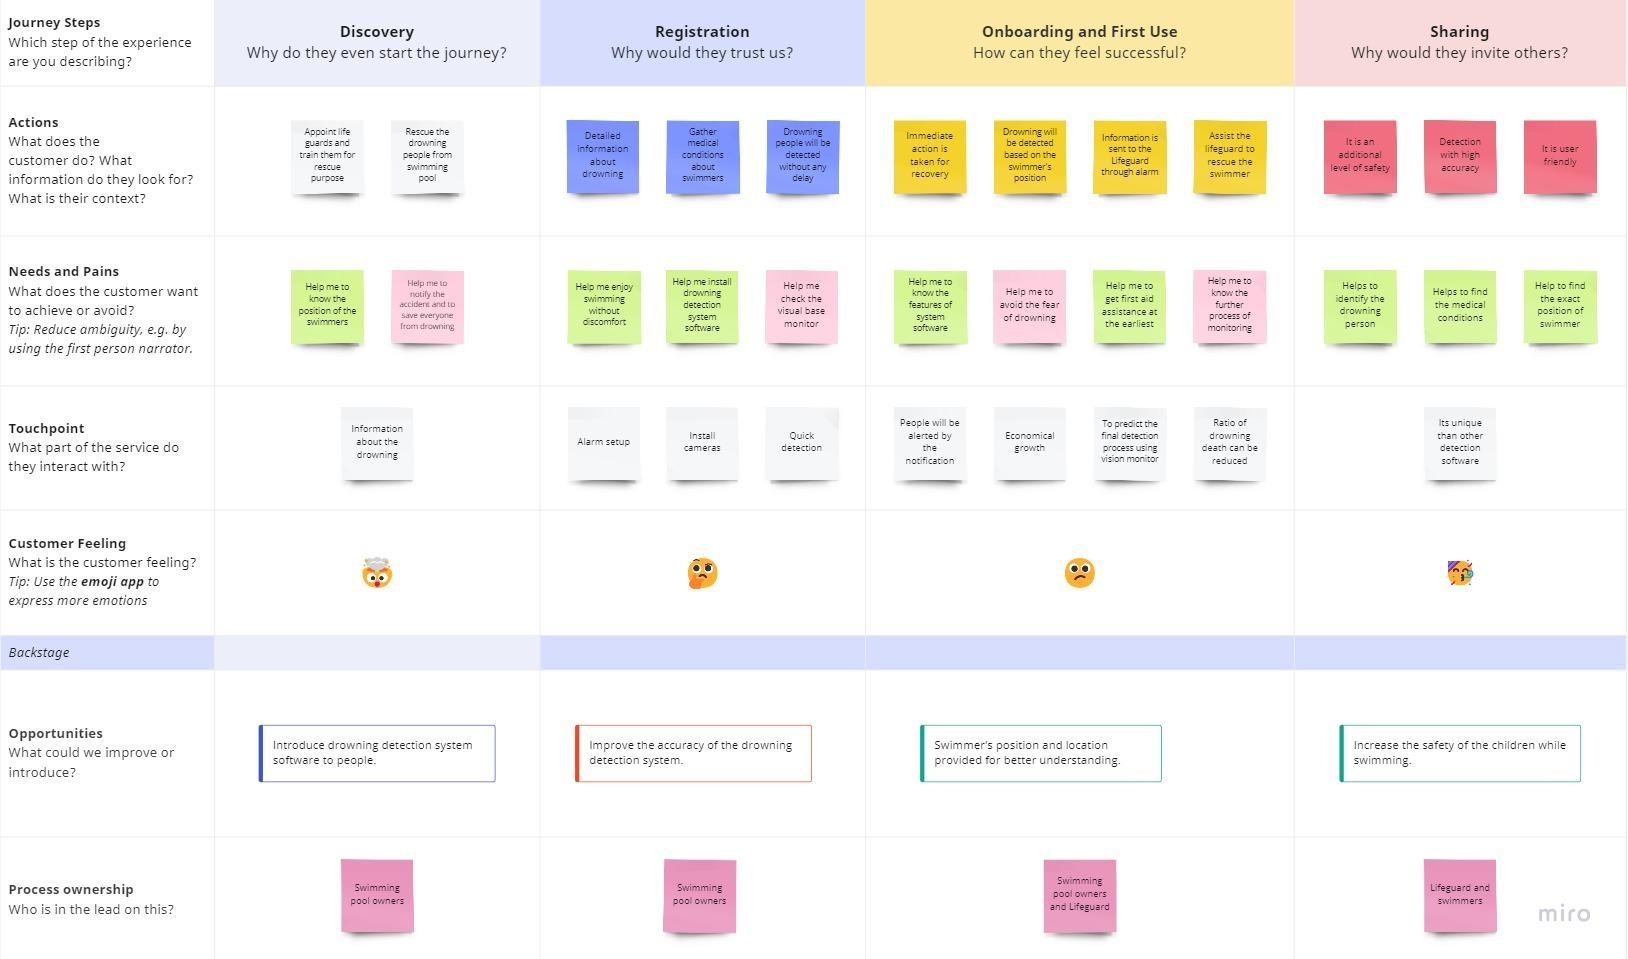 Journey Steps
Which step of the experience
are you describing?
Discovery
Why do they even start the journey?
Registration
Why would they trust us?
Onboarding and First Use
How can they feel successful?
Sharing
Why would they invite others?
Actions
What does the
customer do? What
information do they look for?
What is their context?
Appoint life
guards and
train them for
rescue
purpose
Rescue the
drowning
people from
swimming
pool
Detailed
information
about
drowning
Gather
medical
conditions
about
swimmers
Drowning
people will be
detected
without any
delay
Immediate
action is
taken for
recovery
Drowning will
be detected
based on the
swimmer's
position
Information is
sent to the
Lifeguard
through alarm
Assist the
lifeguard to
rescue the
swimmer
It is an
additional
level of safety
Detection
with high
accuracy
It is user
friendly
Needs and Pains
What does the customer want
to achieve or avoid?
Tip: Reduce ambiguity, e.g. by
using the first person narrator.
Help me to
know the
position of the
swimmers
Help me to
notify the
accident and to
save everyone
from drowning
Help me enjoy
swimming
without
discomfort
Help me install
drowning
detection
system
software
Help me
check the
visual base
monitor
Help me to
know the
features of
system
software
Help me to
avoid the fear
of drowning
Help me to
get first aid
assistance at
the earliest
Help me to
know the
further
process of
monitoring
Helps to
identify the
drowning
person
Helps to find
the medical
conditions
Help to find
the exact
position of
swimmer
Touchpoint
What part of the service do
they interact with?
Information
about the
drowning
Alarm setup
Install
cameras
Quick
detection
People will be
alerted by
the
notification
Economical
growth
To predict the
final detection
process using
vision monitor
Ratio of
drowning
death can be
reduced
Its unique
than other
detection
software
Customer Feeling
What is the customer feeling?
Tip: Use the emoji app to
express more emotions
Backstage
Opportunities
What could we improve or
introduce?
Introduce drowning detection system
software to people.
Improve the accuracy of the drowning
detection system.
Swimmer's position and location
provided for better understanding.
Increase the safety of the children while
swimming.
Process ownership
Who is in the lead on this?
Swimming
pool owners
Swimming
pool owners
Swimming
pool owners
and Lifeguard
Lifeguard and
swimmers
miro